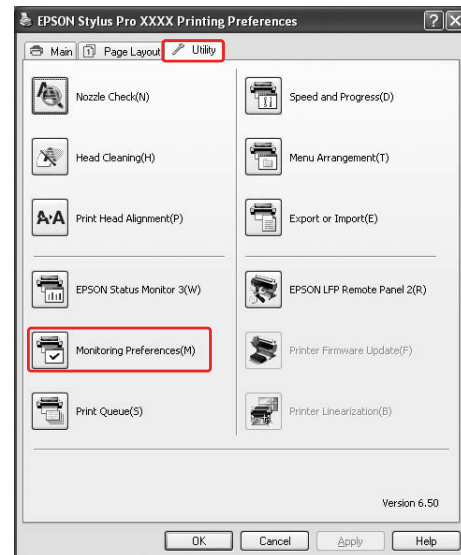 EPSON Stylus Pro XXXX Printing Preferences
Main
Page Layout
Utility
Nozzle Check(N)
Speed and Progress(D)
Head Cleaning(H)
Menu Arrangement(T)
Print Head Alignment(P)
Export or Import(E)
EPSON Status Monitor 3(W)
EPSON LFP Remote Panel 2(R)
Monitoring Preferences(M)
Printer Firmware Update(F)
Print Queue(S)
Printer Linearization(B)
Version 6.50
OK
Cancel
Apply
Help